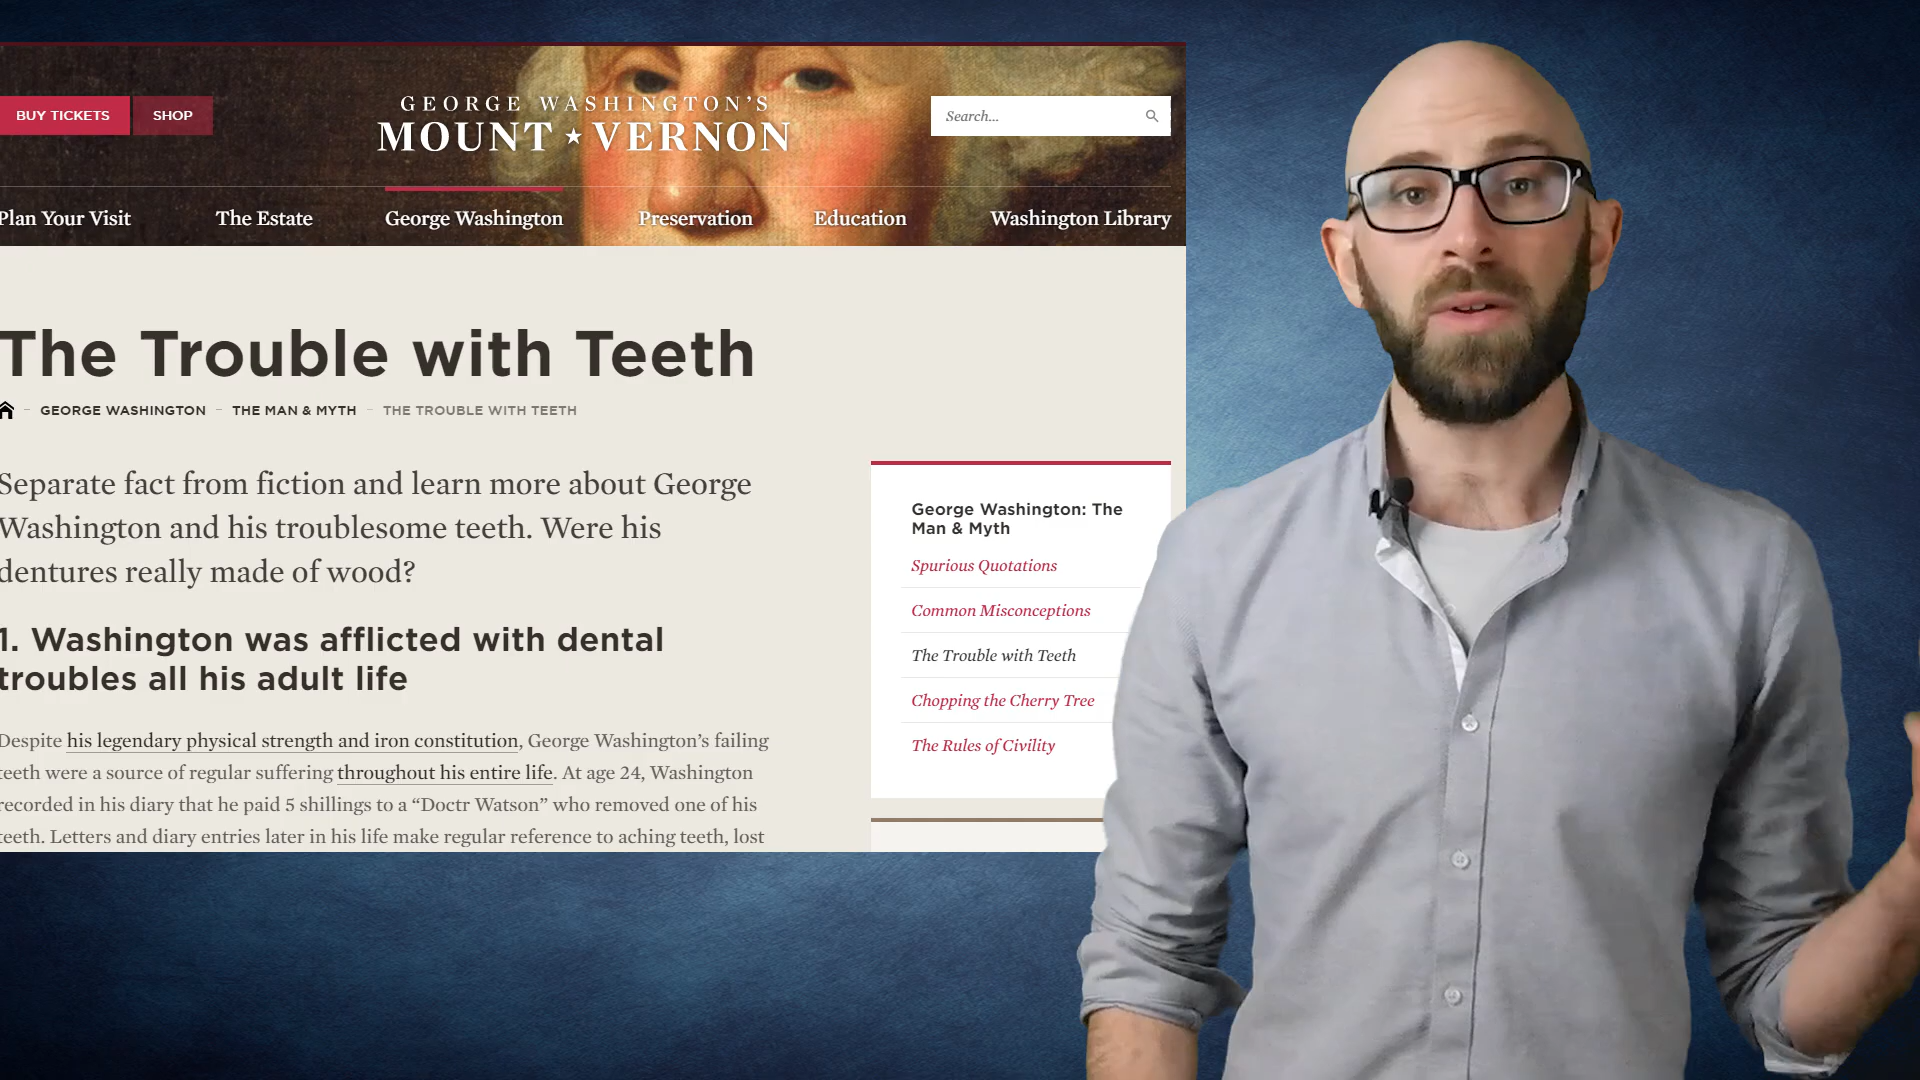 BUY TICKETS
SHOP
GEORGE WASHINGTON'S
MOUNT ★ VERNON
Search...
Plan Your Visit
The Estate
George Washington
Preservation
Education
Washington Library
The Trouble with Teeth
GEORGE WASHINGTON – THE MAN & MYTH – THE TROUBLE WITH TEETH
Separate fact from fiction and learn more about George
Washington and his troublesome teeth. Were his
dentures really made of wood?
1. Washington was afflicted with dental
troubles all his adult life
Despite his legendary physical strength and iron constitution, George Washington's failing
teeth were a source of regular suffering throughout his entire life. At age 24, Washington
recorded in his diary that he paid 5 shillings to a “Doctr Watson” who removed one of his
teeth. Letters and diary entries later in his life make regular reference to aching teeth, lost
George Washington: The
Man & Myth
Spurious Quotations
Common Misconceptions
The Trouble with Teeth
Chopping the Cherry Tree
The Rules of Civility